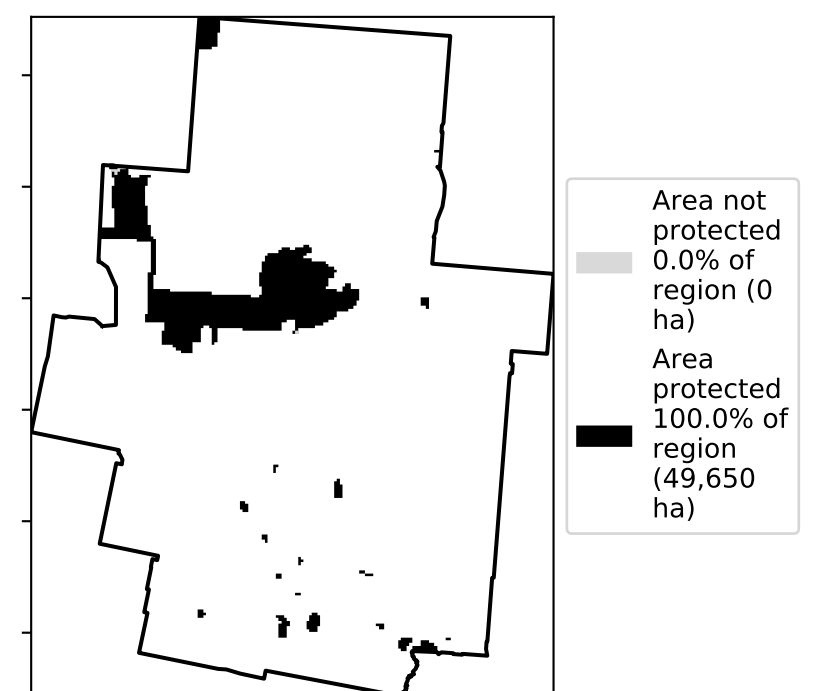 Area not
protected
0.0% of
region (0
ha)
Area
protected
100.0% of
region
(49,650
ha)